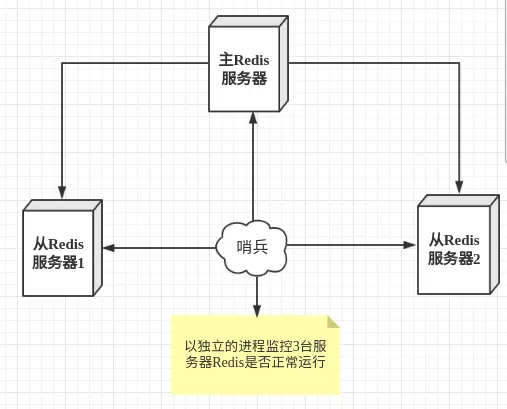 主Redis
服务器
从Redis
服务器1
哨兵
从Redis
服务器2
以独立的进程监控3台服
务器Redis是否正常运行